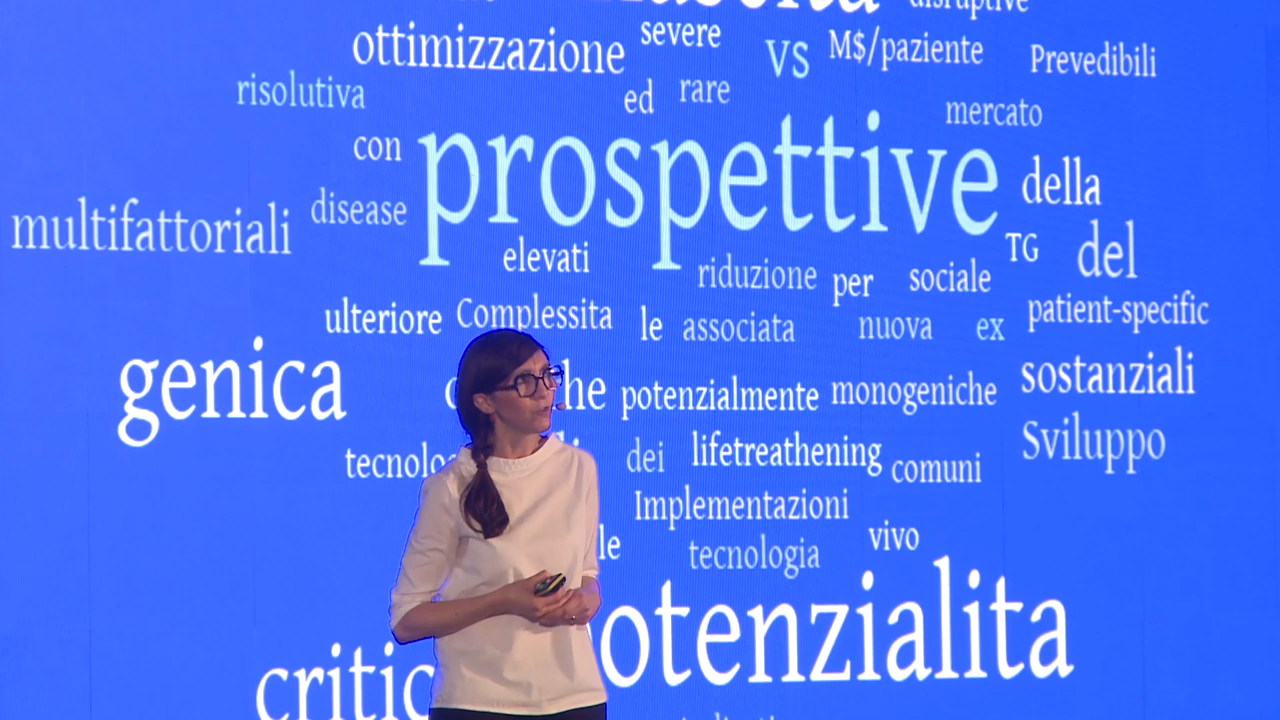 disruptive
ottimizzazione severe vs M$/paziente Prevedibili
risolutiva ed rare mercato
con prospettive della
multifattoriali disease
elevati riduzione per sociale TG del
ulteriore Complessita le associata nuova ex patient-specific
genica potenzialmente monogeniche sostanziali
dei lifetreathening comuni Sviluppo
Implementazioni
le tecnologia vivo
otenzialita
critic